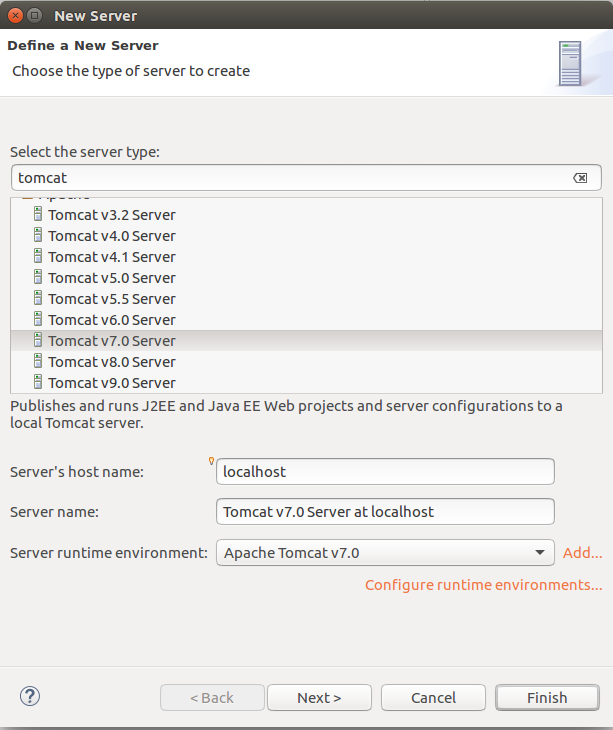 New Server
Define a New Server
Choose the type of server to create
Select the server type:
tomcat
Apache
Tomcat v3.2 Server
Tomcat v4.0 Server
Tomcat v4.1 Server
Tomcat v5.0 Server
Tomcat v5.5 Server
Tomcat v6.0 Server
Tomcat v7.0 Server
Tomcat v8.0 Server
Tomcat v9.0 Server
Publishes and runs J2EE and Java EE Web projects and server configurations to a
local Tomcat server.
Server's host name: localhost
Server name: Tomcat v7.0 Server at localhost
Server runtime environment: Apache Tomcat v7.0 Add...
Configure runtime environments...
? < Back Next > Cancel Finish